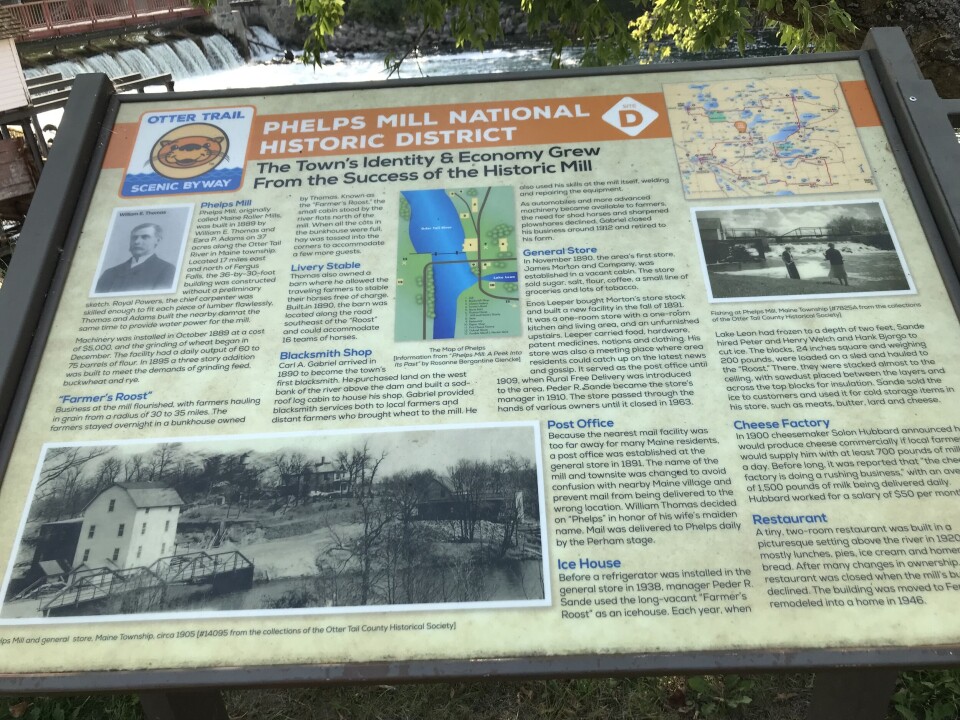 OTTER TRAIL
SCENIC BYWAY
PHELPS MILL NATIONAL
HISTORIC DISTRICT
SITE
D
The Town's Identity & Economy Grew
From the Success of the Historic Mill
William E. Thomas
Phelps Mill
Phelps Mill, originally
called Maine Roller Mills,
was built in 1889 by
William E. Thomas and
Ezra P. Adams on 37
acres along the Otter Tail
River in Maine township.
Located 17 miles east
and north of Fergus
Falls, the 36-by-30-foot
building was constructed
without a preliminary
sketch. Royal Powers, the chief carpenter was
skilled enough to fit each piece of lumber flawlessly.
Thomas and Adams built the nearby dam at the
same time to provide water power for the mill.
Machinery was installed in October 1889 at a cost
of $5,000, and the grinding of wheat began in
December. The facility had a daily output of 60 to
75 barrels of flour. In 1895 a three story addition
was built to meet the demands of grinding feed,
buckwheat and rye.
"Farmer's Roost"
Business at the mill flourished, with farmers hauling
in grain from a radius of 30 to 35 miles. The
farmers stayed overnight in a bunkhouse owned
by Thomas. Known as
the "Farmer's Roost," the
small cabin stood by the
river flats north of the
mill. When all the cots in
the bunkhouse were full,
hay was tossed into the
corners to accommodate
a few more guests.
Livery Stable
Thomas also owned a
barn where he allowed the
traveling farmers to stable
their horses free of charge.
Built in 1890, the barn was
located along the road
southeast of the "Roost"
and could accommodate
16 teams of horses.
Blacksmith Shop
Carl A. Gabriel arrived in
1890 to become the town's
first blacksmith. He purchased land on the west
bank of the river above the dam and built a sod-
roof log cabin to house his shop. Gabriel provided
blacksmith services both to local farmers and
distant farmers who brought wheat to the mill. He
The Map of Phelps
[Information from "Phelps Mill A Peek Into
Its Past" by Rosanne Bergantine Glenzke]
also used his skills at the mill itself, welding
and repairing the equipment.
As automobiles and more advanced
machinery became available to farmers,
the need for shod horses and sharpened
plowshares declined. Gabriel closed
his business around 1912 and retired to
his farm.
General Store
In November 1890, the area's first store,
James Morton and Company, was
established in a vacant cabin. The store
sold sugar, salt, flour, coffee, a small line of
groceries and lots of tobacco.
Enos Leeper bought Morton's store stock
and built a new facility in the fall of 1891.
It was a one-room store with a one-room
kitchen and living area, and an unfurnished
upstairs. Leeper carried food, hardware,
patent medicines, notions and clothing. His
store was also a meeting place where area
residents could catch up on the latest news
and gossip. It served as the post office until
1909, when Rural Free Delivery was introduced
to the area. Peder R. Sande became the store's
manager in 1910. The store passed through the
hands of various owners until it closed in 1963.
Post Office
Because the nearest mail facility was
too far away for many Maine residents,
a post office was established at the
general store in 1891. The name of the
mill and townsite was changed to avoid
confusion with nearby Maine village and
prevent mail from being delivered to the
wrong location. William Thomas decided
on "Phelps" in honor of his wife's maiden
name. Mail was delivered to Phelps daily
by the Perham stage.
Ice House
Before a refrigerator was installed in the
general store in 1938, manager Peder R.
Sande used the long-vacant "Farmer's
Roost" as an icehouse. Each year, when
Fishing at Phelps Mill, Maine Township [#7825A from the collections
of the Otter Tail County Historical Society]
Lake Leon had frozen to a depth of two feet, Sande
hired Peter and Henry Welch and Hank Bjorge to
cut ice. The blocks, 24 inches square and weighing
200 pounds, were loaded on a sled and hauled to
the "Roost." There, they were stacked almost to the
ceiling, with sawdust placed between the layers and
across the top blocks for insulation. Sande sold the
ice to customers and used it for cold storage items in
his store, such as meats, butter, lard and cheese.
Cheese Factory
In 1900 cheesemaker Solon Hubbard announced h
would produce cheese commercially if local farmer
would supply him with at least 700 pounds of milk
a day. Before long, it was reported that "the chee
factory is doing a rushing business," with an ave
of 1,500 pounds of milk being delivered daily.
Hubbard worked for a salary of $50 per mont
Restaurant
A tiny, two-room restaurant was built in a
picturesque setting above the river in 1920
mostly lunches, pies, ice cream and homem
bread. After many changes in ownership,
restaurant was closed when the mill's bu
declined. The building was moved to Fer
remodeled into a home in 1946.
lps Mill and general store, Maine Township, circa 1905 [#14095 from the collections of the Otter Tail County Historical Society]